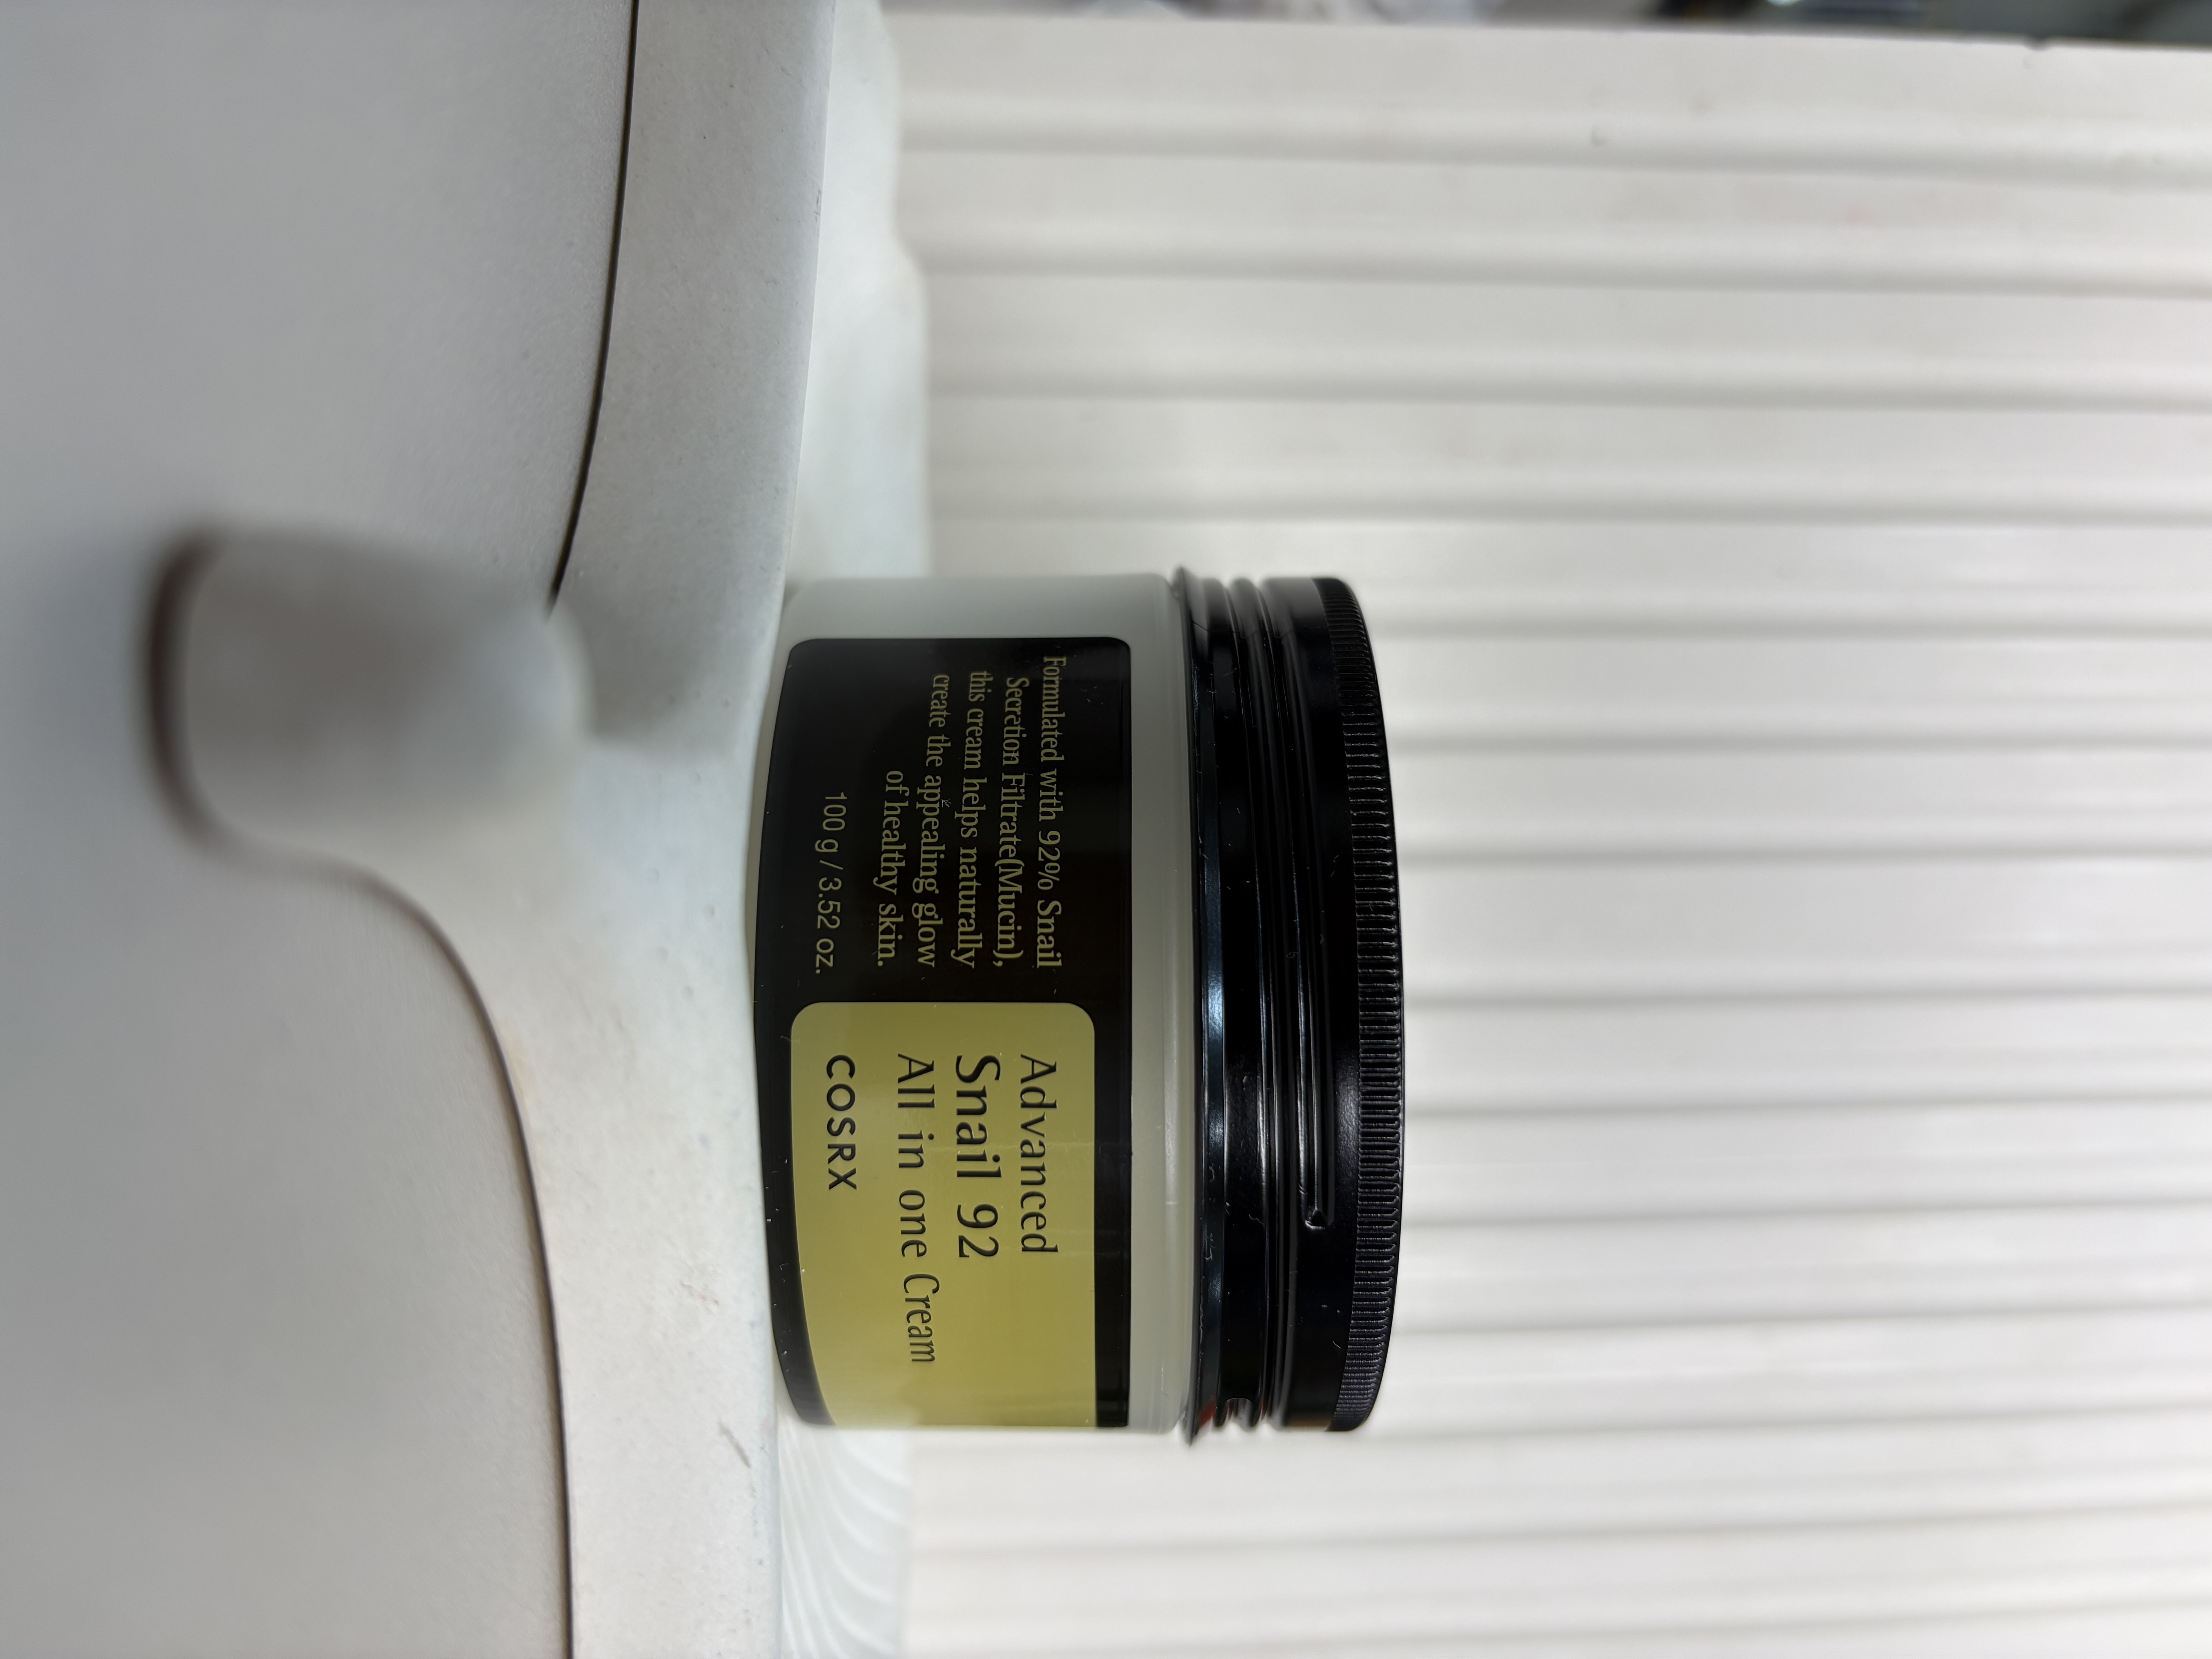 Formulated with 92% Snail
Secretion Filtrate(Mucin),
this cream helps naturally
create the appealing glow
of healthy skin.
100 g / 3.52 oz.
Advanced
Snail 92
All in one Cream
COSRX